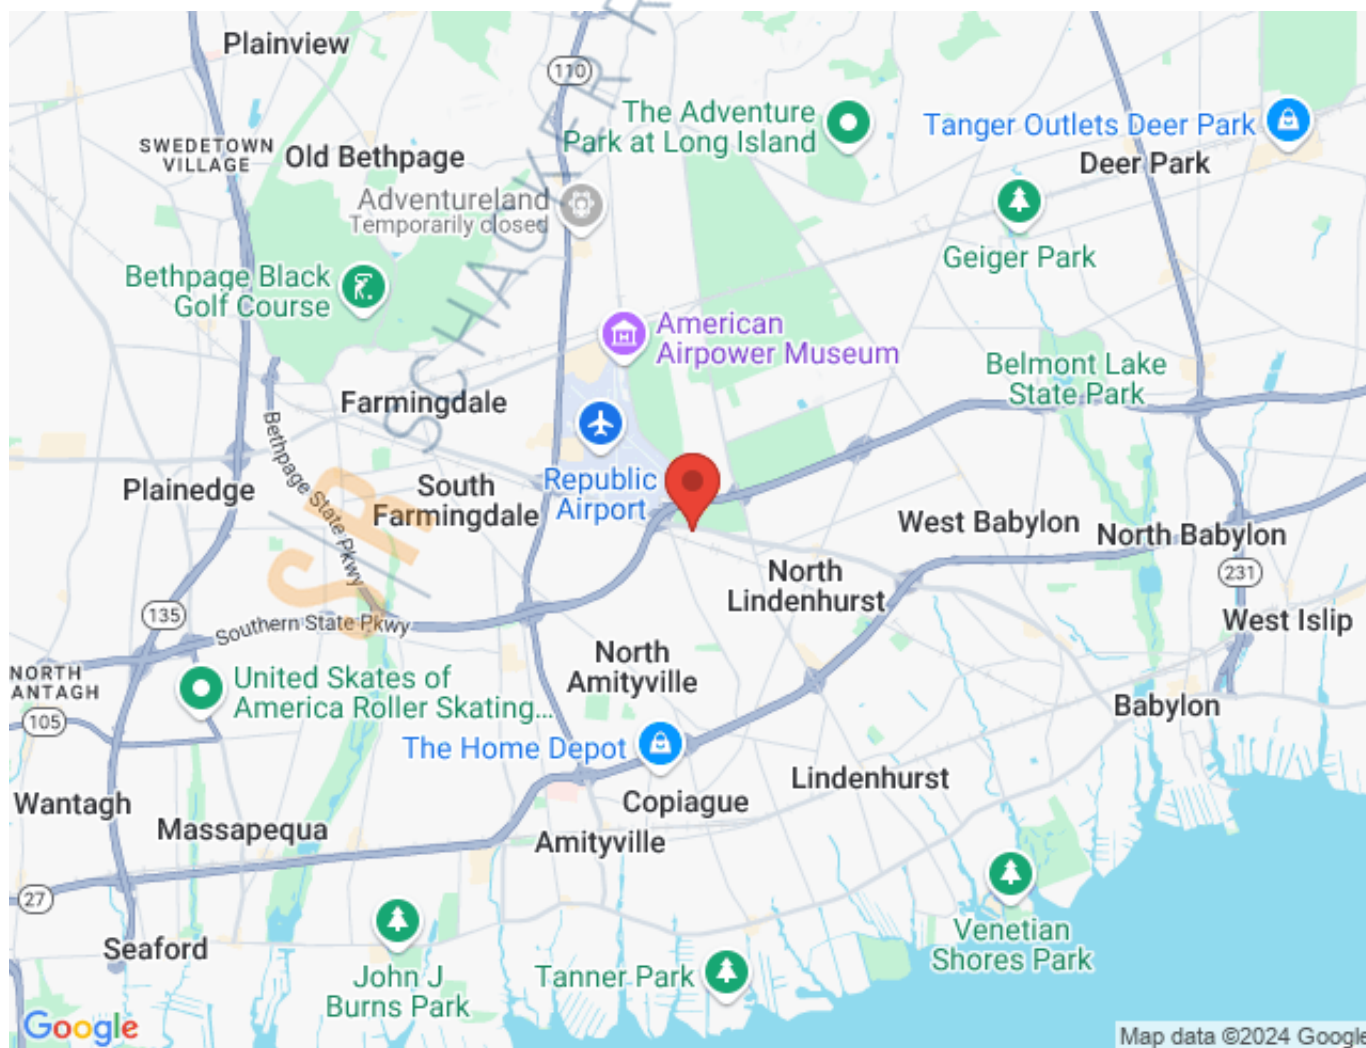 Plainview
110
The Adventure
Park at Long Island
Tanger Outlets Deer Park
Deer Park
SWEDETOWN
VILLAGE
Old Bethpage
Adventureland
Temporarily closed
Geiger Park
Bethpage Black
Golf Course
American
Airpower Museum
Belmont Lake
State Park
SCHACKER R
Farmingdale
Bethpage State Pkwy
Plainedge
South
Farmingdale
Republic
Airport
West Babylon
North Babylon
SIR
North
Lindenhurst
231
135
Southern State Pkwy
West Islip
NORTH
ANTAGH
105
United Skates of
America Roller Skating...
North
Amityville
Babylon
The Home Depot
Lindenhurst
Wantagh
Copiague
Massapequa
Amityville
27
Seaford
John J
Burns Park
Tanner Park
Venetian
Shores Park
Google
Map data ©2024 Google